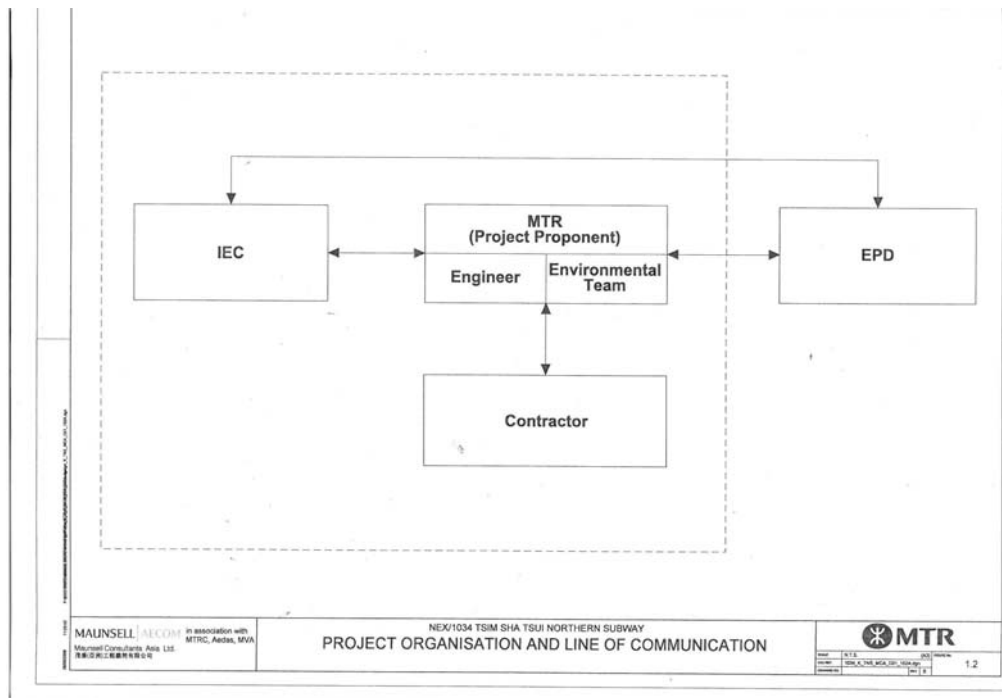 IEC
MTR
(Project Proponent)
Engineer
Environmental
Team
EPD
Contractor
MAUNSELL AECOM
in association with
MTRC, Aedas, MVA
Maunsell Consultants Asia Ltd.
NEX/1034 TSIM SHA TSUI NORTHERN SUBWAY
PROJECT ORGANISATION AND LINE OF COMMUNICATION
MTR
N.T.S.
1.2